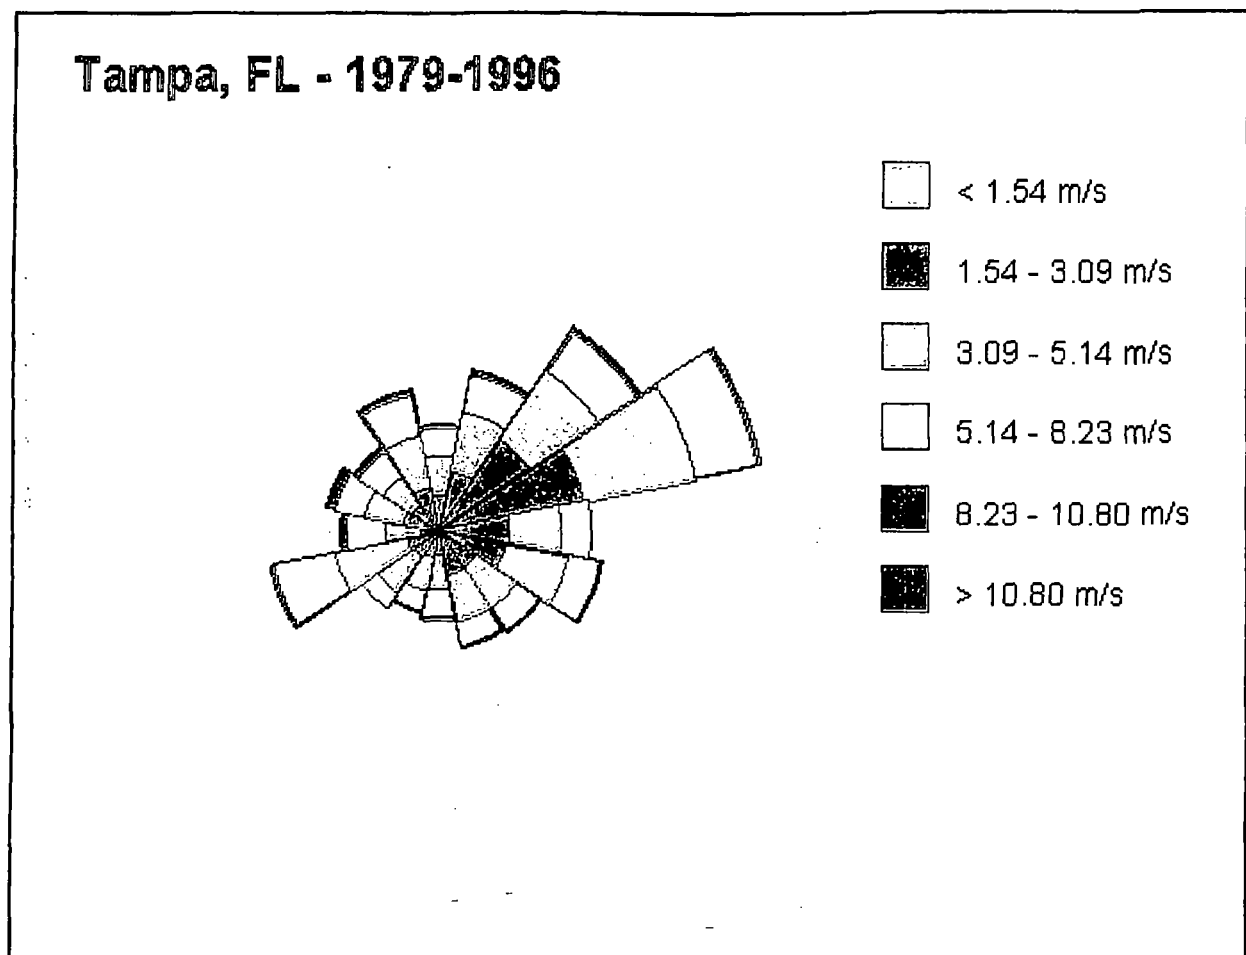 Tampa, FL - 1979-1996
< 1.54 m/s
1.54 - 3.09 m/s
3.09 - 5.14 m/s
5.14 - 8.23 m/s
8.23 - 10.80 m/s
> 10.80 m/s